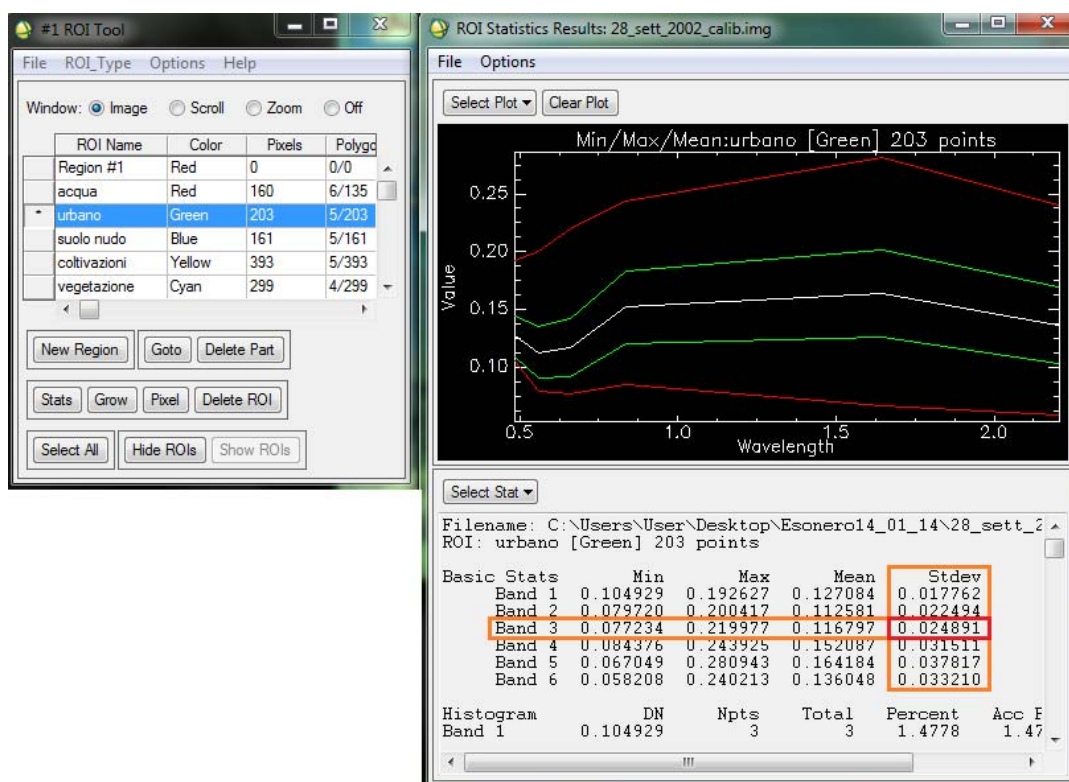 #1 ROI Tool
File ROI_Type Options Help
Window: Image Scroll Zoom Off
ROI Name Color Pixels Polygo
Region #1 Red 0 0/0
acqua Red 160 6/135
* urbano Green 203 5/203
suolo nudo Blue 161 5/161
coltivazioni Yellow 393 5/393
vegetazione Cyan 299 4/299
New Region Goto Delete Part
Stats Grow Pixel Delete ROI
Select All Hide ROIs Show ROIs
ROI Statistics Results: 28_sett_2002_calib.img
File Options
Select Plot Clear Plot
Min/Max/Mean:urbano [Green] 203 points
0.25
0.20
0.15
0.10
Value
0.5 1.0 1.5 2.0
Wavelength
Select Stat
Filename: C:\Users\User\Desktop\Esonero14_01_14\28_sett_2
ROI: urbano [Green] 203 points
Basic Stats Min Max Mean Stdev
Band 1 0.104929 0.192627 0.127084 0.017762
Band 2 0.079720 0.200417 0.112581 0.022494
Band 3 0.077234 0.219977 0.116797 0.024891
Band 4 0.084376 0.243925 0.152087 0.031511
Band 5 0.067049 0.280943 0.164184 0.037817
Band 6 0.058208 0.240213 0.136048 0.033210
Histogram DN Npts Total Percent Acc P
Band 1 0.104929 3 3 1.4778 1.47